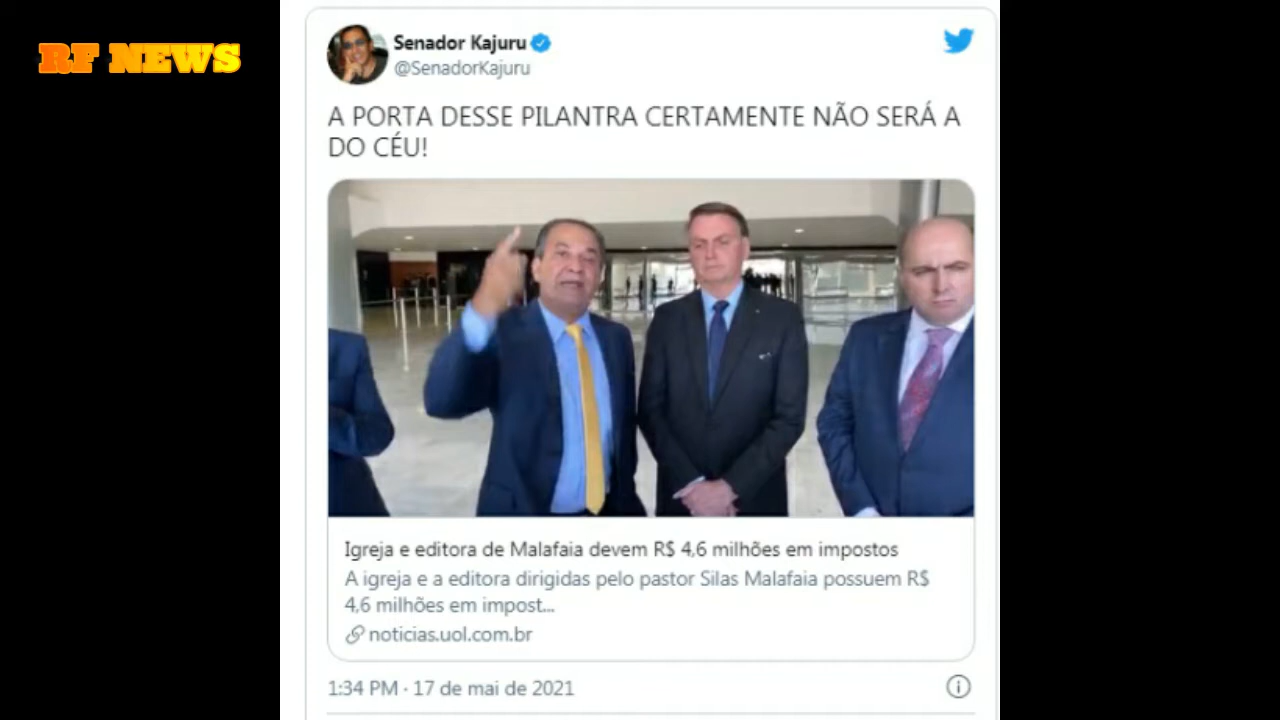 RF NEWS
Senador Kajuru
@SenadorKajuru
A PORTA DESSE PILANTRA CERTAMENTE NÃO SERÁ A
DO CÉU!
Igreja e editora de Malafaia devem R$ 4,6 milhões em impostos
A igreja e a editora dirigidas pelo pastor Silas Malafaia possuem R$
4,6 milhões em impost...
noticias.uol.com.br
1:34 PM · 17 de mai de 2021